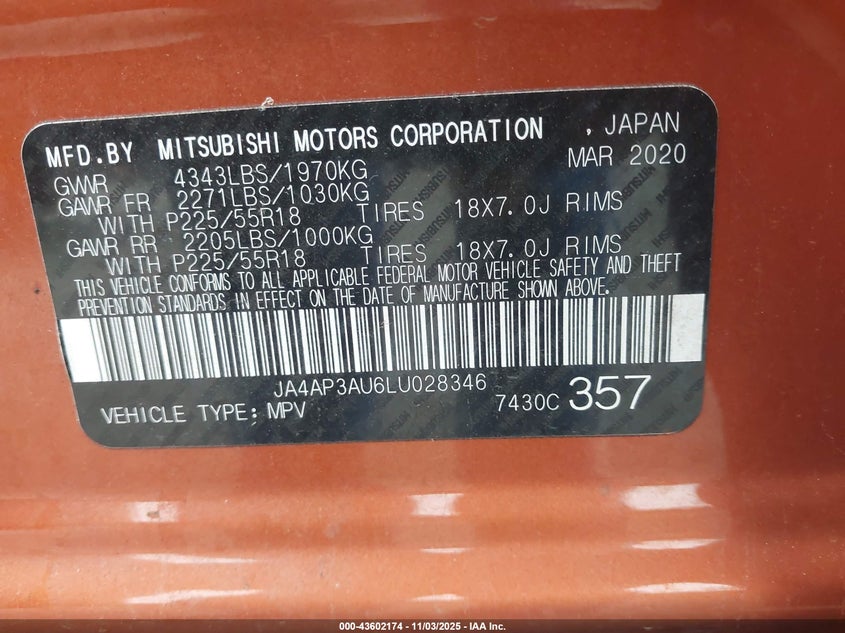 MFD.BY MITSUBISHI MOTORS CORPORATION , JAPAN
MAR 2020
GVWR 4343LBS/1970KG
GAWR FR 2271LBS/1030KG
WITH P225/55R18 TIRES 18X7.0J RIMS
GAWR RR 2205LBS/1000KG
WITH P225/55R18 TIRES 18X7.0J RIMS
THIS VEHICLE CONFORMS TO ALL APPLICABLE FEDERAL MOTOR VEHICLE SAFETY AND THEFT
PREVENTION STANDARDS IN EFFECT ON THE DATE OF MANUFACTURE SHOWN ABOVE.
JA4AP3AU6LU028346
VEHICLE TYPE: MPV 7430C 357
000-43602174 - 11/03/2025 - IAA Inc.